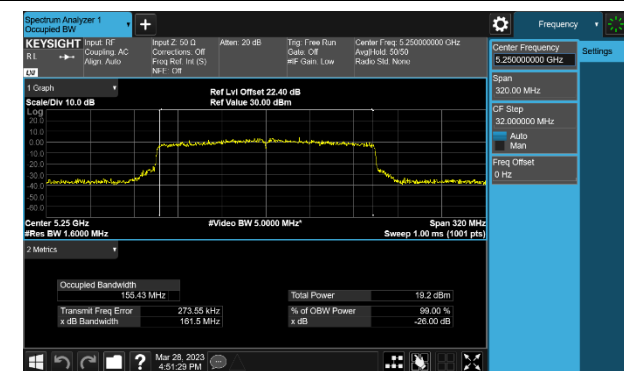 Spectrum Analyzer 1
Occupied BW
Frequency
KEYSIGHT Input: RF Input Z: 50 Ω Atten: 20 dB Trig: Free Run Center Freq: 5.250000000 GHz
RL Coupling: AC Corrections: Off Gate: Off Avg|Hold: 50/50
Align: Auto Freq Ref: Int (S) #IF Gain: Low Radio Std: None
NFE: Off
LXI
Center Frequency
5.250000000 GHz
Settings
Span
320.00 MHz
CF Step
32.000000 MHz
Auto
Man
Freq Offset
0 Hz
1 Graph
Scale/Div 10.0 dB
Ref Lvl Offset 22.40 dB
Ref Value 30.00 dBm
Log
20.0
10.0
0.00
-10.0
-20.0
-30.0
-40.0
-50.0
-60.0
Center 5.25 GHz #Video BW 5.0000 MHz* Span 320 MHz
#Res BW 1.6000 MHz Sweep 1.00 ms (1001 pts)
2 Metrics
Occupied Bandwidth
155.43 MHz
Total Power 19.2 dBm
Transmit Freq Error 273.55 kHz % of OBW Power 99.00 %
x dB Bandwidth 161.5 MHz x dB -26.00 dB
Mar 28, 2023
4:51:29 PM